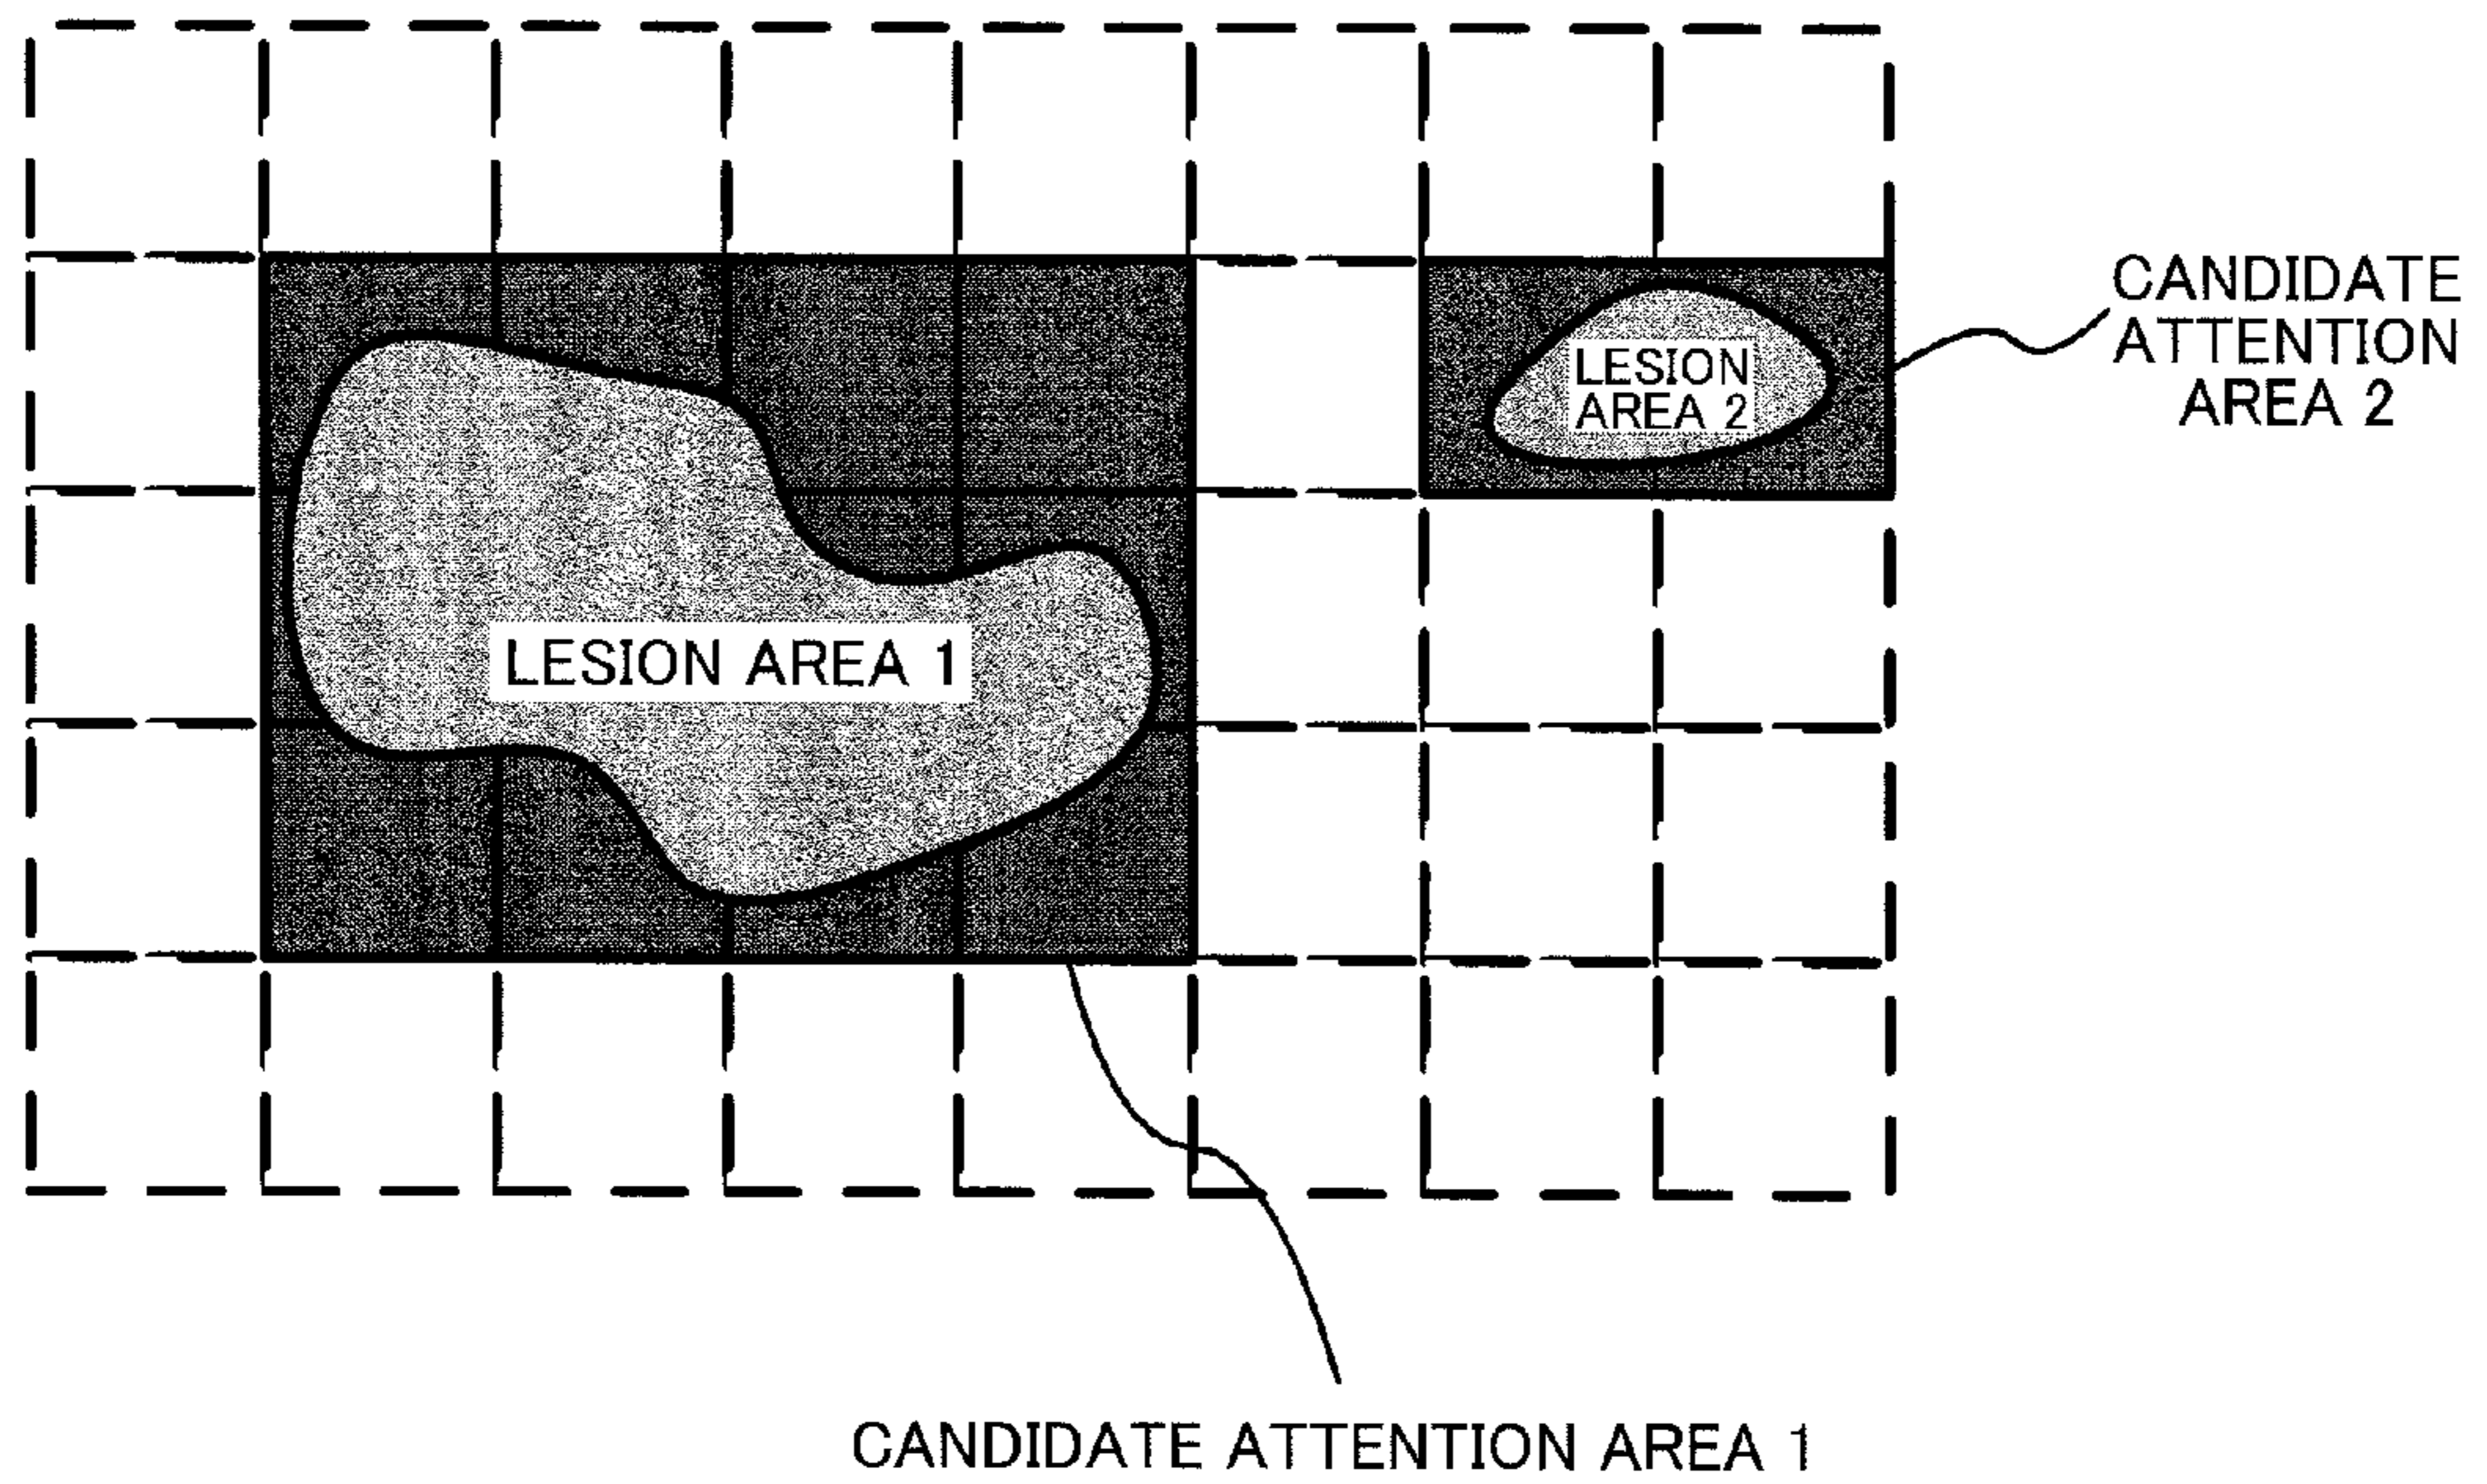 CANDIDATE
ATTENTION
AREA 2
LESION
AREA 2
LESION AREA 1
CANDIDATE ATTENTION AREA 1